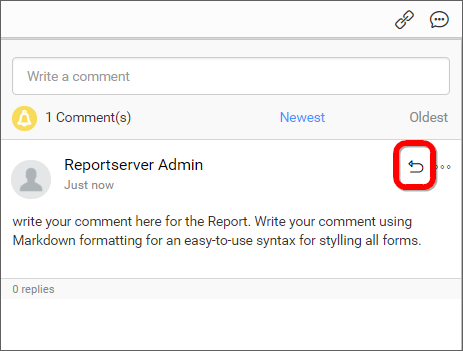 Write a comment
1 Comment(s) Newest Oldest
Reportserver Admin
Just now
write your comment here for the Report. Write your comment using
Markdown formatting for an easy-to-use syntax for stylling all forms.
0 replies